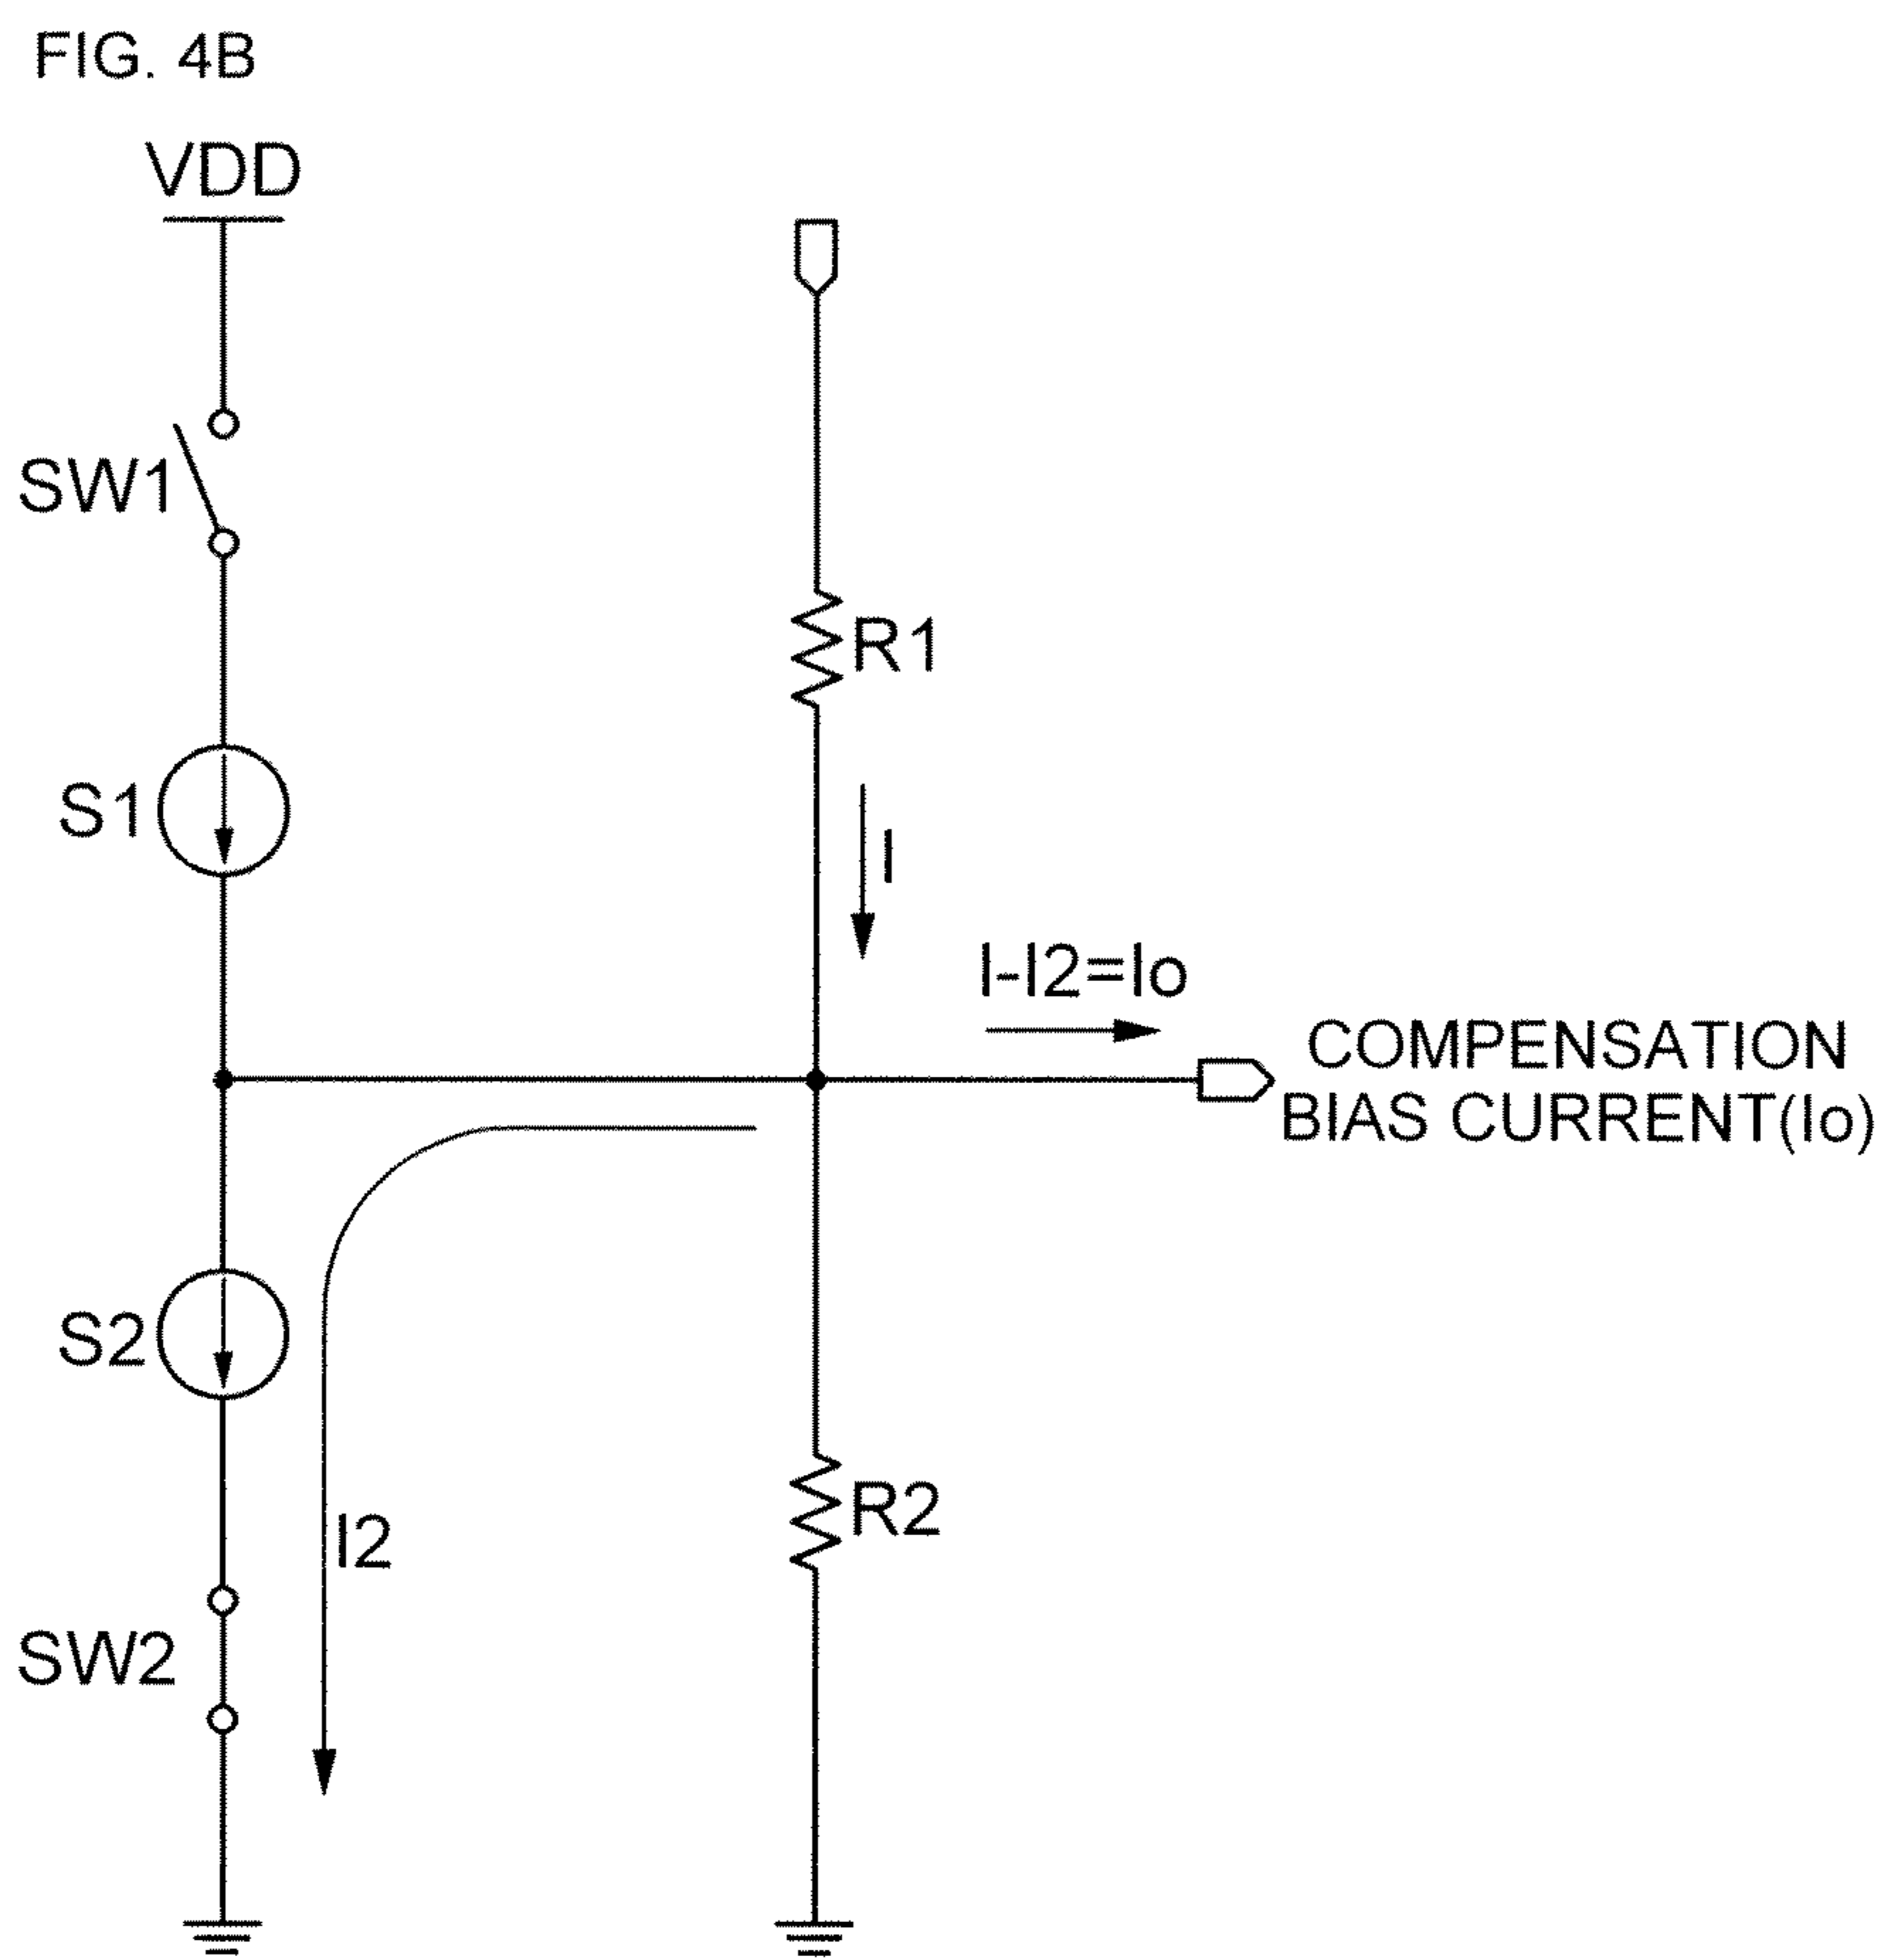 FIG. 4B
VDD
SW1
R1
S1
I
I-I2=Io
COMPENSATION
BIAS CURRENT(Io)
S2
R2
I2
SW2